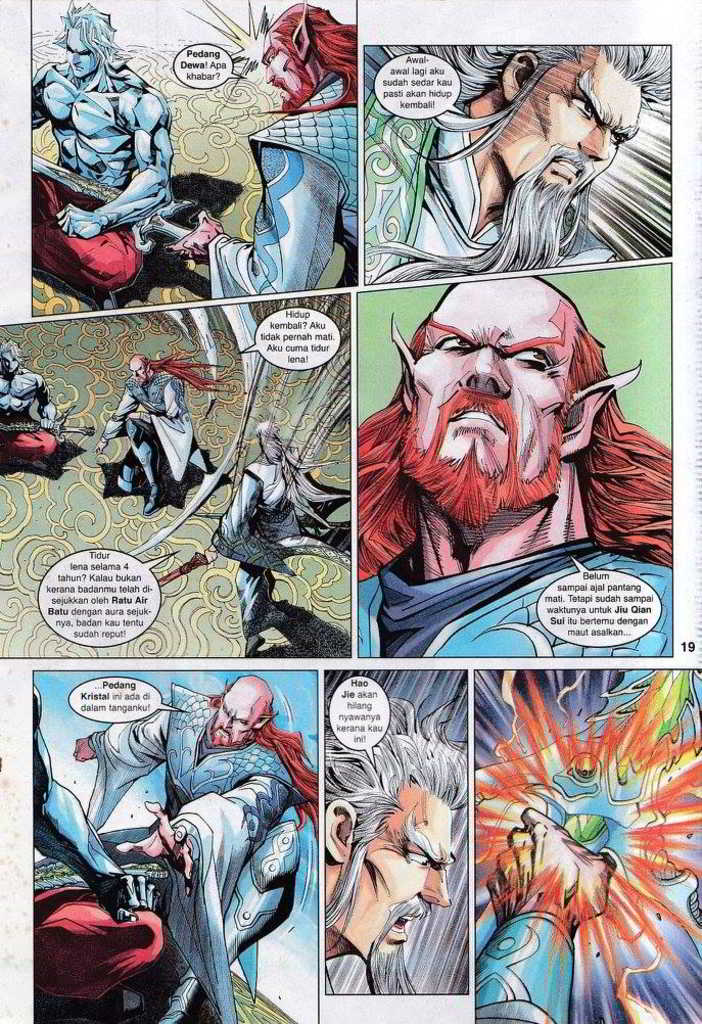 Pedang
Dewa! Apa
khabar?
Awal-
awal lagi aku
sudah sedar kau
pasti akan hidup
kembali!
Hidup
kembali? Aku
tidak pernah mati.
Aku cuma tidur
lena!
Tidur
lena selama 4
tahun? Kalau bukan
kerana badanmu telah di-
sejukkan oleh Ratu Air
Batu dengan aura sejuk-
nya, badan kau tentu
sudah reput!
Belum
sampai ajal pantang
mati. Tetapi sudah sampai
waktunya untuk Jiu Qian
Sui itu bertemu dengan
maut asalkan...
19
...Pedang
Kristal ini ada di
dalam tanganku!
Hao
Jie akan
hilang
nyawanya
kerana kau
ini!